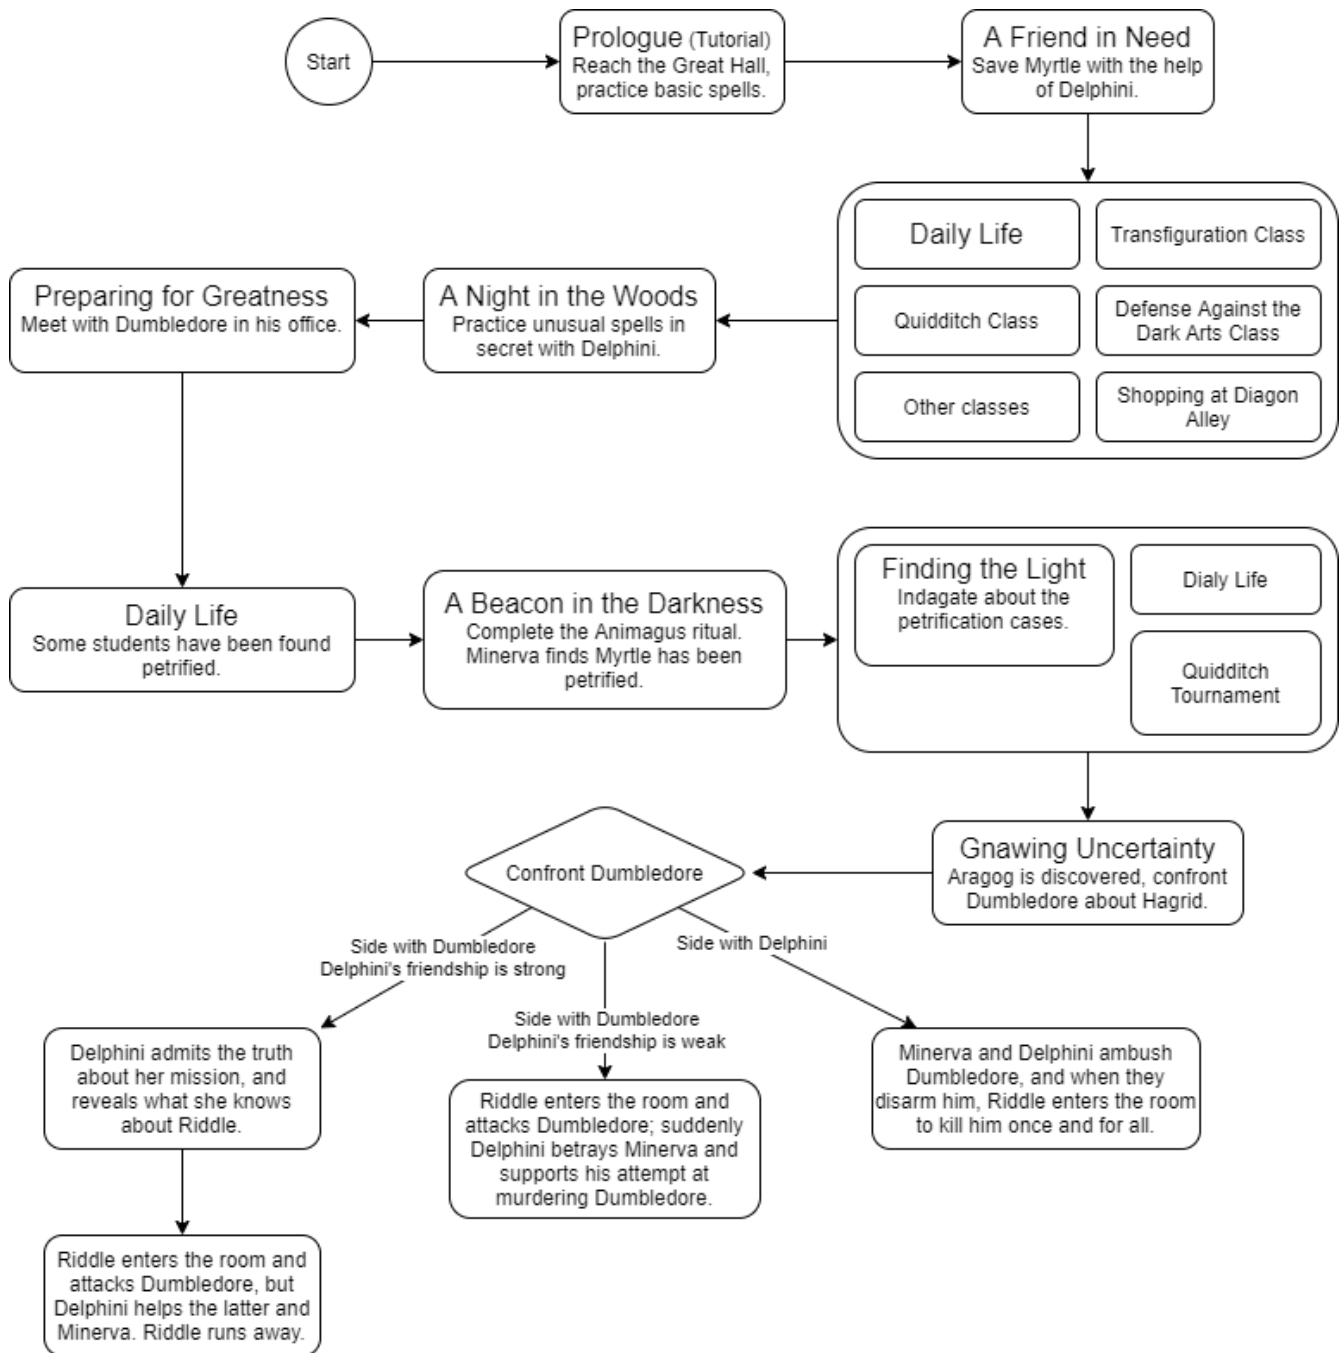 Start
Prologue (Tutorial)
Reach the Great Hall,
practice basic spells.
A Friend in Need
Save Myrtle with the help
of Delphini.
Daily Life
Transfiguration Class
Quidditch Class
Defense Against the
Dark Arts Class
Other classes
Shopping at Diagon
Alley
A Night in the Woods
Practice unusual spells in
secret with Delphini.
Preparing for Greatness
Meet with Dumbledore in his office.
Daily Life
Some students have been found
petrified.
A Beacon in the Darkness
Complete the Animagus ritual.
Minerva finds Myrtle has been
petrified.
Finding the Light
Indagate about the
petrification cases.
Dialy Life
Quidditch
Tournament
Gnawing Uncertainty
Aragog is discovered, confront
Dumbledore about Hagrid.
Confront Dumbledore
Side with Dumbledore
Delphini's friendship is strong
Side with Dumbledore
Delphini's friendship is weak
Side with Delphini
Delphini admits the truth
about her mission, and
reveals what she knows
about Riddle.
Riddle enters the room and
attacks Dumbledore; suddenly
Delphini betrays Minerva and
supports his attempt at
murdering Dumbledore.
Minerva and Delphini ambush
Dumbledore, and when they
disarm him, Riddle enters the room
to kill him once and for all.
Riddle enters the room and
attacks Dumbledore, but
Delphini helps the latter and
Minerva. Riddle runs away.